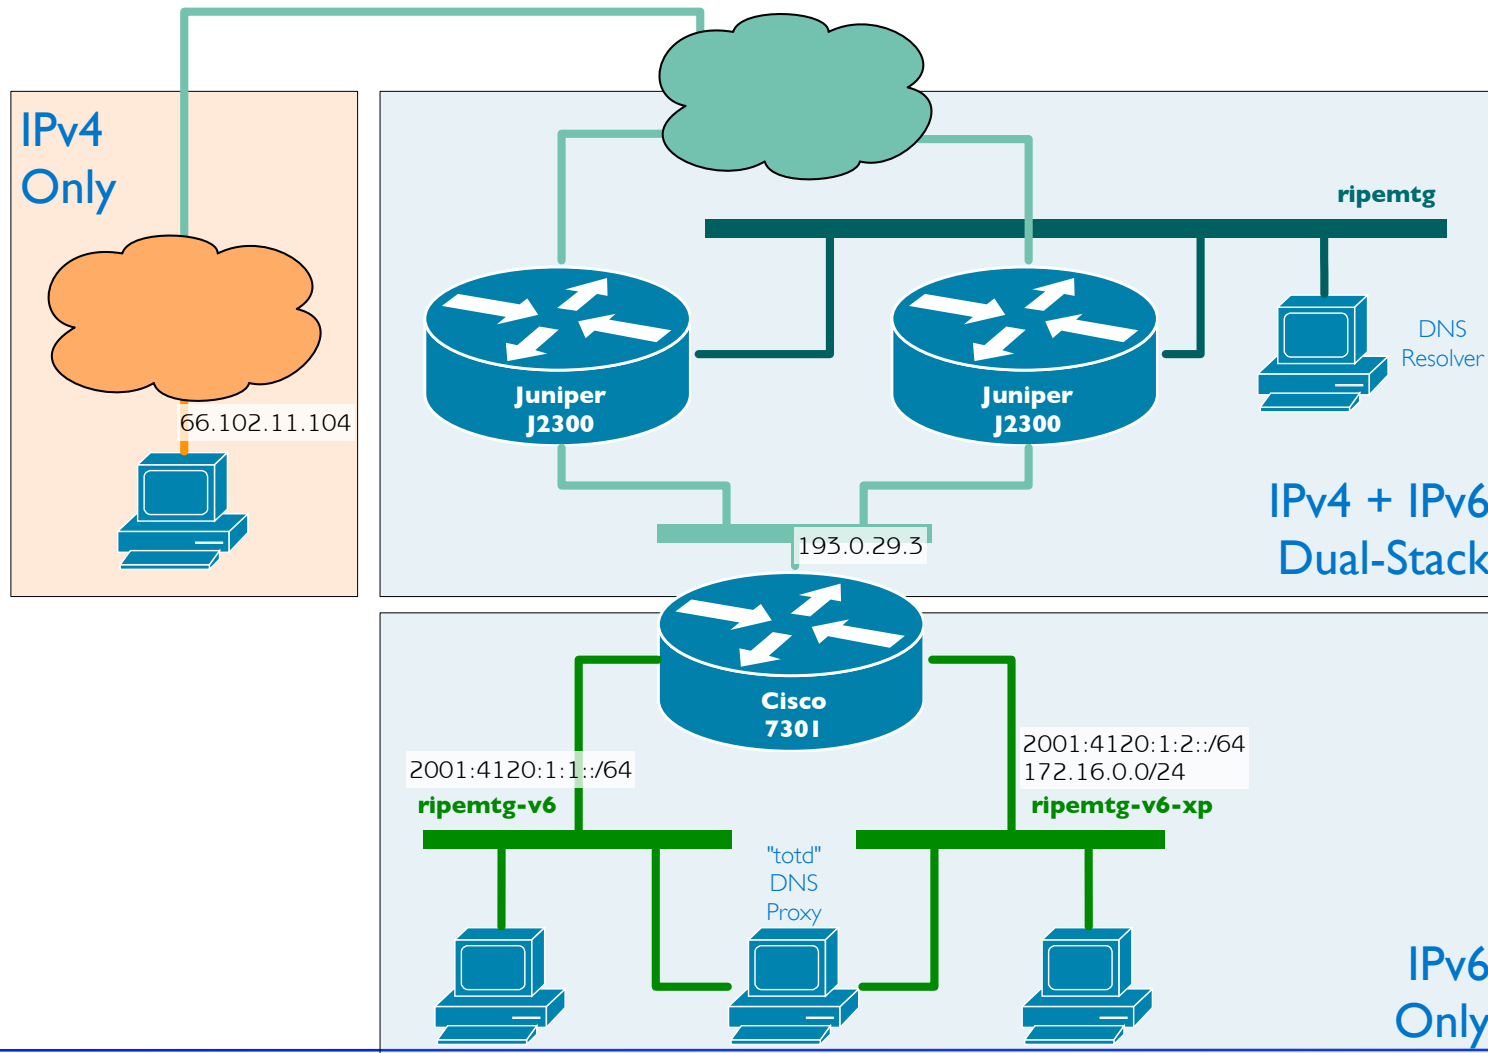 IPv4
Only
66.102.11.104
ripemtg
DNS
Resolver
Juniper
J2300
Juniper
J2300
IPv4 + IPv6
Dual-Stack
193.0.29.3
Cisco
7301
2001:4120:1:1::/64
ripemtg-v6
2001:4120:1:2::/64
172.16.0.0/24
ripemtg-v6-xp
"totd"
DNS
Proxy
IPv6
Only